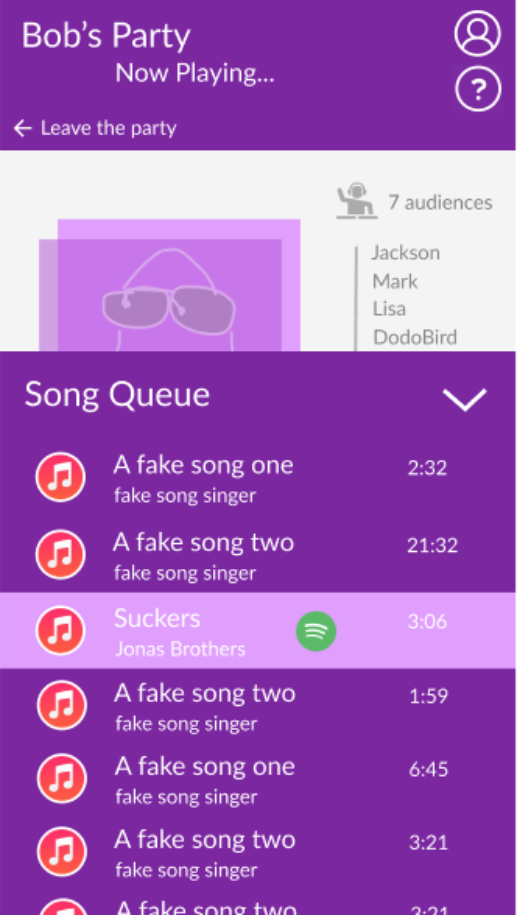 Bob's Party
Now Playing...
?
← Leave the party
7 audiences
Jackson
Mark
Lisa
DodoBird
Song Queue
A fake song one 2:32
fake song singer
A fake song two 21:32
fake song singer
Suckers 3:06
Jonas Brothers
A fake song two 1:59
fake song singer
A fake song one 6:45
fake song singer
A fake song two 3:21
fake song singer
A fake song two 3:21